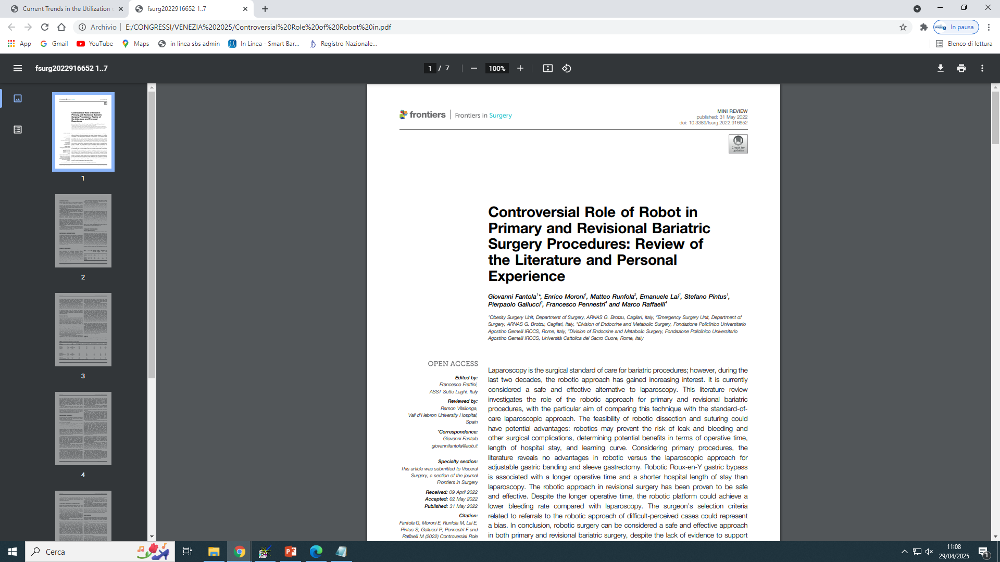 Current Trends in the Utilization
fsurg2022916652 1..7
Archivio
E:/CONGRESSI/VENEZIA%202025/Controversial%20Role%20of%20Robot%20in.pdf
In pausa
App
Gmail
YouTube
Maps
in linea sbs admin
In Linea - Smart Bar...
Registro Nazionale...
Elenco di lettura
fsurg2022916652 1..7
1 / 7
100%
1
2
3
4
frontiers | Frontiers in Surgery
MINI REVIEW
published: 31 May 2022
doi: 10.3389/fsurg.2022.916652
Check for
updates
Controversial Role of Robot in
Primary and Revisional Bariatric
Surgery Procedures: Review of
the Literature and Personal
Experience
Giovanni Fantola1*, Enrico Moroni1, Matteo Runfola2, Emanuele Lai1, Stefano Pintus1,
Pierpaolo Gallucci3, Francesco Pennestrì4 and Marco Raffaelli4
1Obesity Surgery Unit, Department of Surgery, ARNAS G. Brotzu, Cagliari, Italy, 2Emergency Surgery Unit, Department of
Surgery, ARNAS G. Brotzu, Cagliari, Italy, 3Division of Endocrine and Metabolic Surgery, Fondazione Policlinico Universitario
Agostino Gemelli IRCCS, Rome, Italy, 4Division of Endocrine and Metabolic Surgery, Fondazione Policlinico Universitario
Agostino Gemelli IRCCS, Università Cattolica del Sacro Cuore, Rome, Italy
OPEN ACCESS
Edited by:
Francesco Frattini,
ASST Sette Laghi, Italy
Reviewed by:
Ramon Vilallonga,
Vall d'Hebron University Hospital,
Spain
*Correspondence:
Giovanni Fantola
giovannifantola@aob.it
Specialty section:
This article was submitted to Visceral
Surgery, a section of the journal
Frontiers in Surgery
Received: 09 April 2022
Accepted: 02 May 2022
Published: 31 May 2022
Citation:
Fantola G, Moroni E, Runfola M, Lai E,
Pintus S, Gallucci P, Pennestrì F and
Raffaelli M (2022) Controversial Role
Laparoscopy is the surgical standard of care for bariatric procedures; however, during the
last two decades, the robotic approach has gained increasing interest. It is currently
considered a safe and effective alternative to laparoscopy. This literature review
investigates the role of the robotic approach for primary and revisional bariatric
procedures, with the particular aim of comparing this technique with the standard-of-
care laparoscopic approach. The feasibility of robotic dissection and suturing could
have potential advantages: robotics may prevent the risk of leak and bleeding and
other surgical complications, determining potential benefits in terms of operative time,
length of hospital stay, and learning curve. Considering primary procedures, the
literature reveals no advantages in robotic versus the laparoscopic approach for
adjustable gastric banding and sleeve gastrectomy. Robotic Roux-en-Y gastric bypass
is associated with a longer operative time and a shorter hospital length of stay than
laparoscopy. The robotic approach in revisional surgery has been proven to be safe
and effective. Despite the longer operative time, the robotic platform could achieve a
lower bleeding rate compared with laparoscopy. The surgeon's selection criteria
related to referrals to the robotic approach of difficult-perceived cases could represent
a bias. In conclusion, robotic surgery can be considered a safe and effective approach
in both primary and revisional bariatric surgery, despite the lack of evidence to support
Cerca
11:08
29/04/2025
1